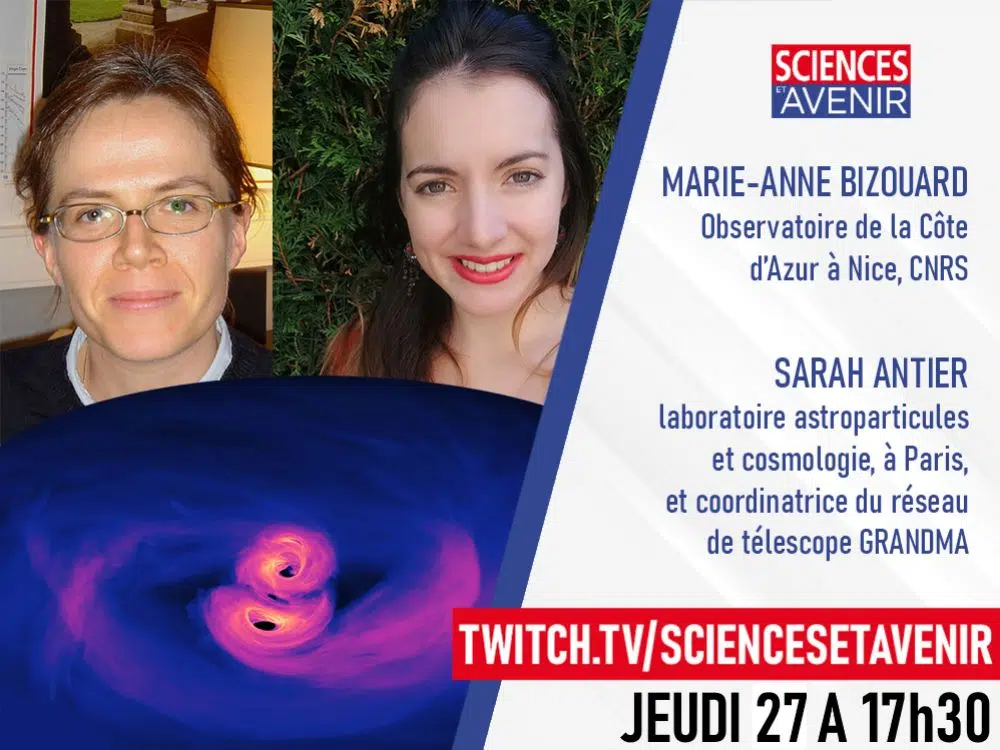 SCIENCES
ET AVENIR
MARIE-ANNE BIZOUARD
Observatoire de la Côte
d'Azur à Nice, CNRS
SARAH ANTIER
laboratoire astroparticules
et cosmologie, à Paris,
et coordinatrice du réseau
de télescope GRANDMA
TWITCH.TV/SCIENCESETAVENIR
JEUDI 27 A 17h30